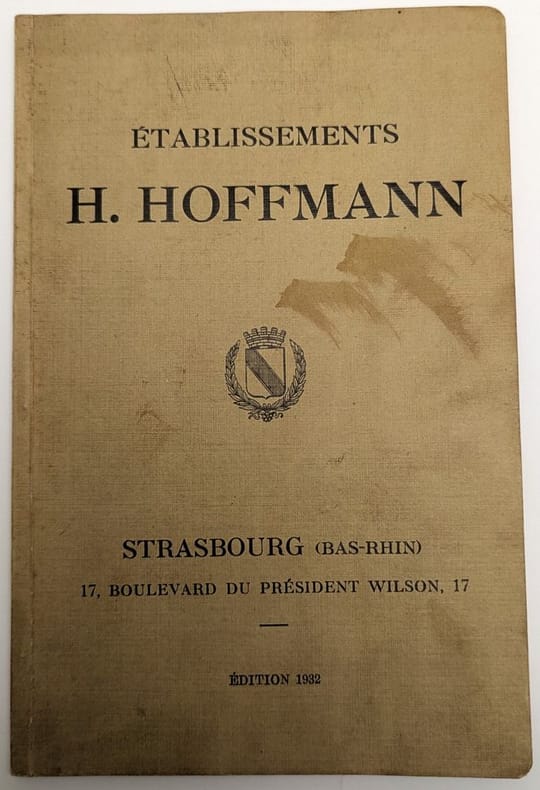 ÉTABLISSEMENTS
H. HOFFMANN
STRASBOURG (BAS-RHIN)
17, BOULEVARD DU PRÉSIDENT WILSON, 17
ÉDITION 1932